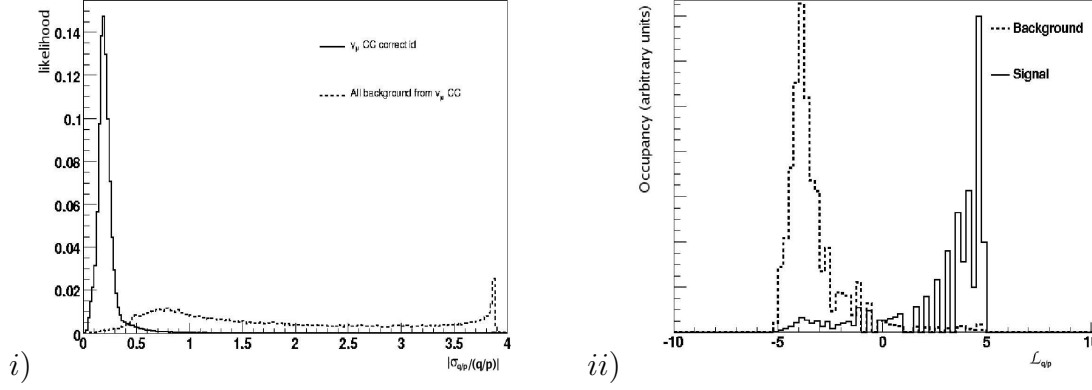 likelihood
0.14
0.12
0.1
0.08
0.06
0.04
0.02
0
0 0.5 1 1.5 2 2.5 3 3.5 4
|σq/p/(q/p)|
νμ CC correct id
All background from νμ CC
i)
Occupancy (arbitrary units)
Background
Signal
-10 -5 0 5 10
ℒq/p
ii)